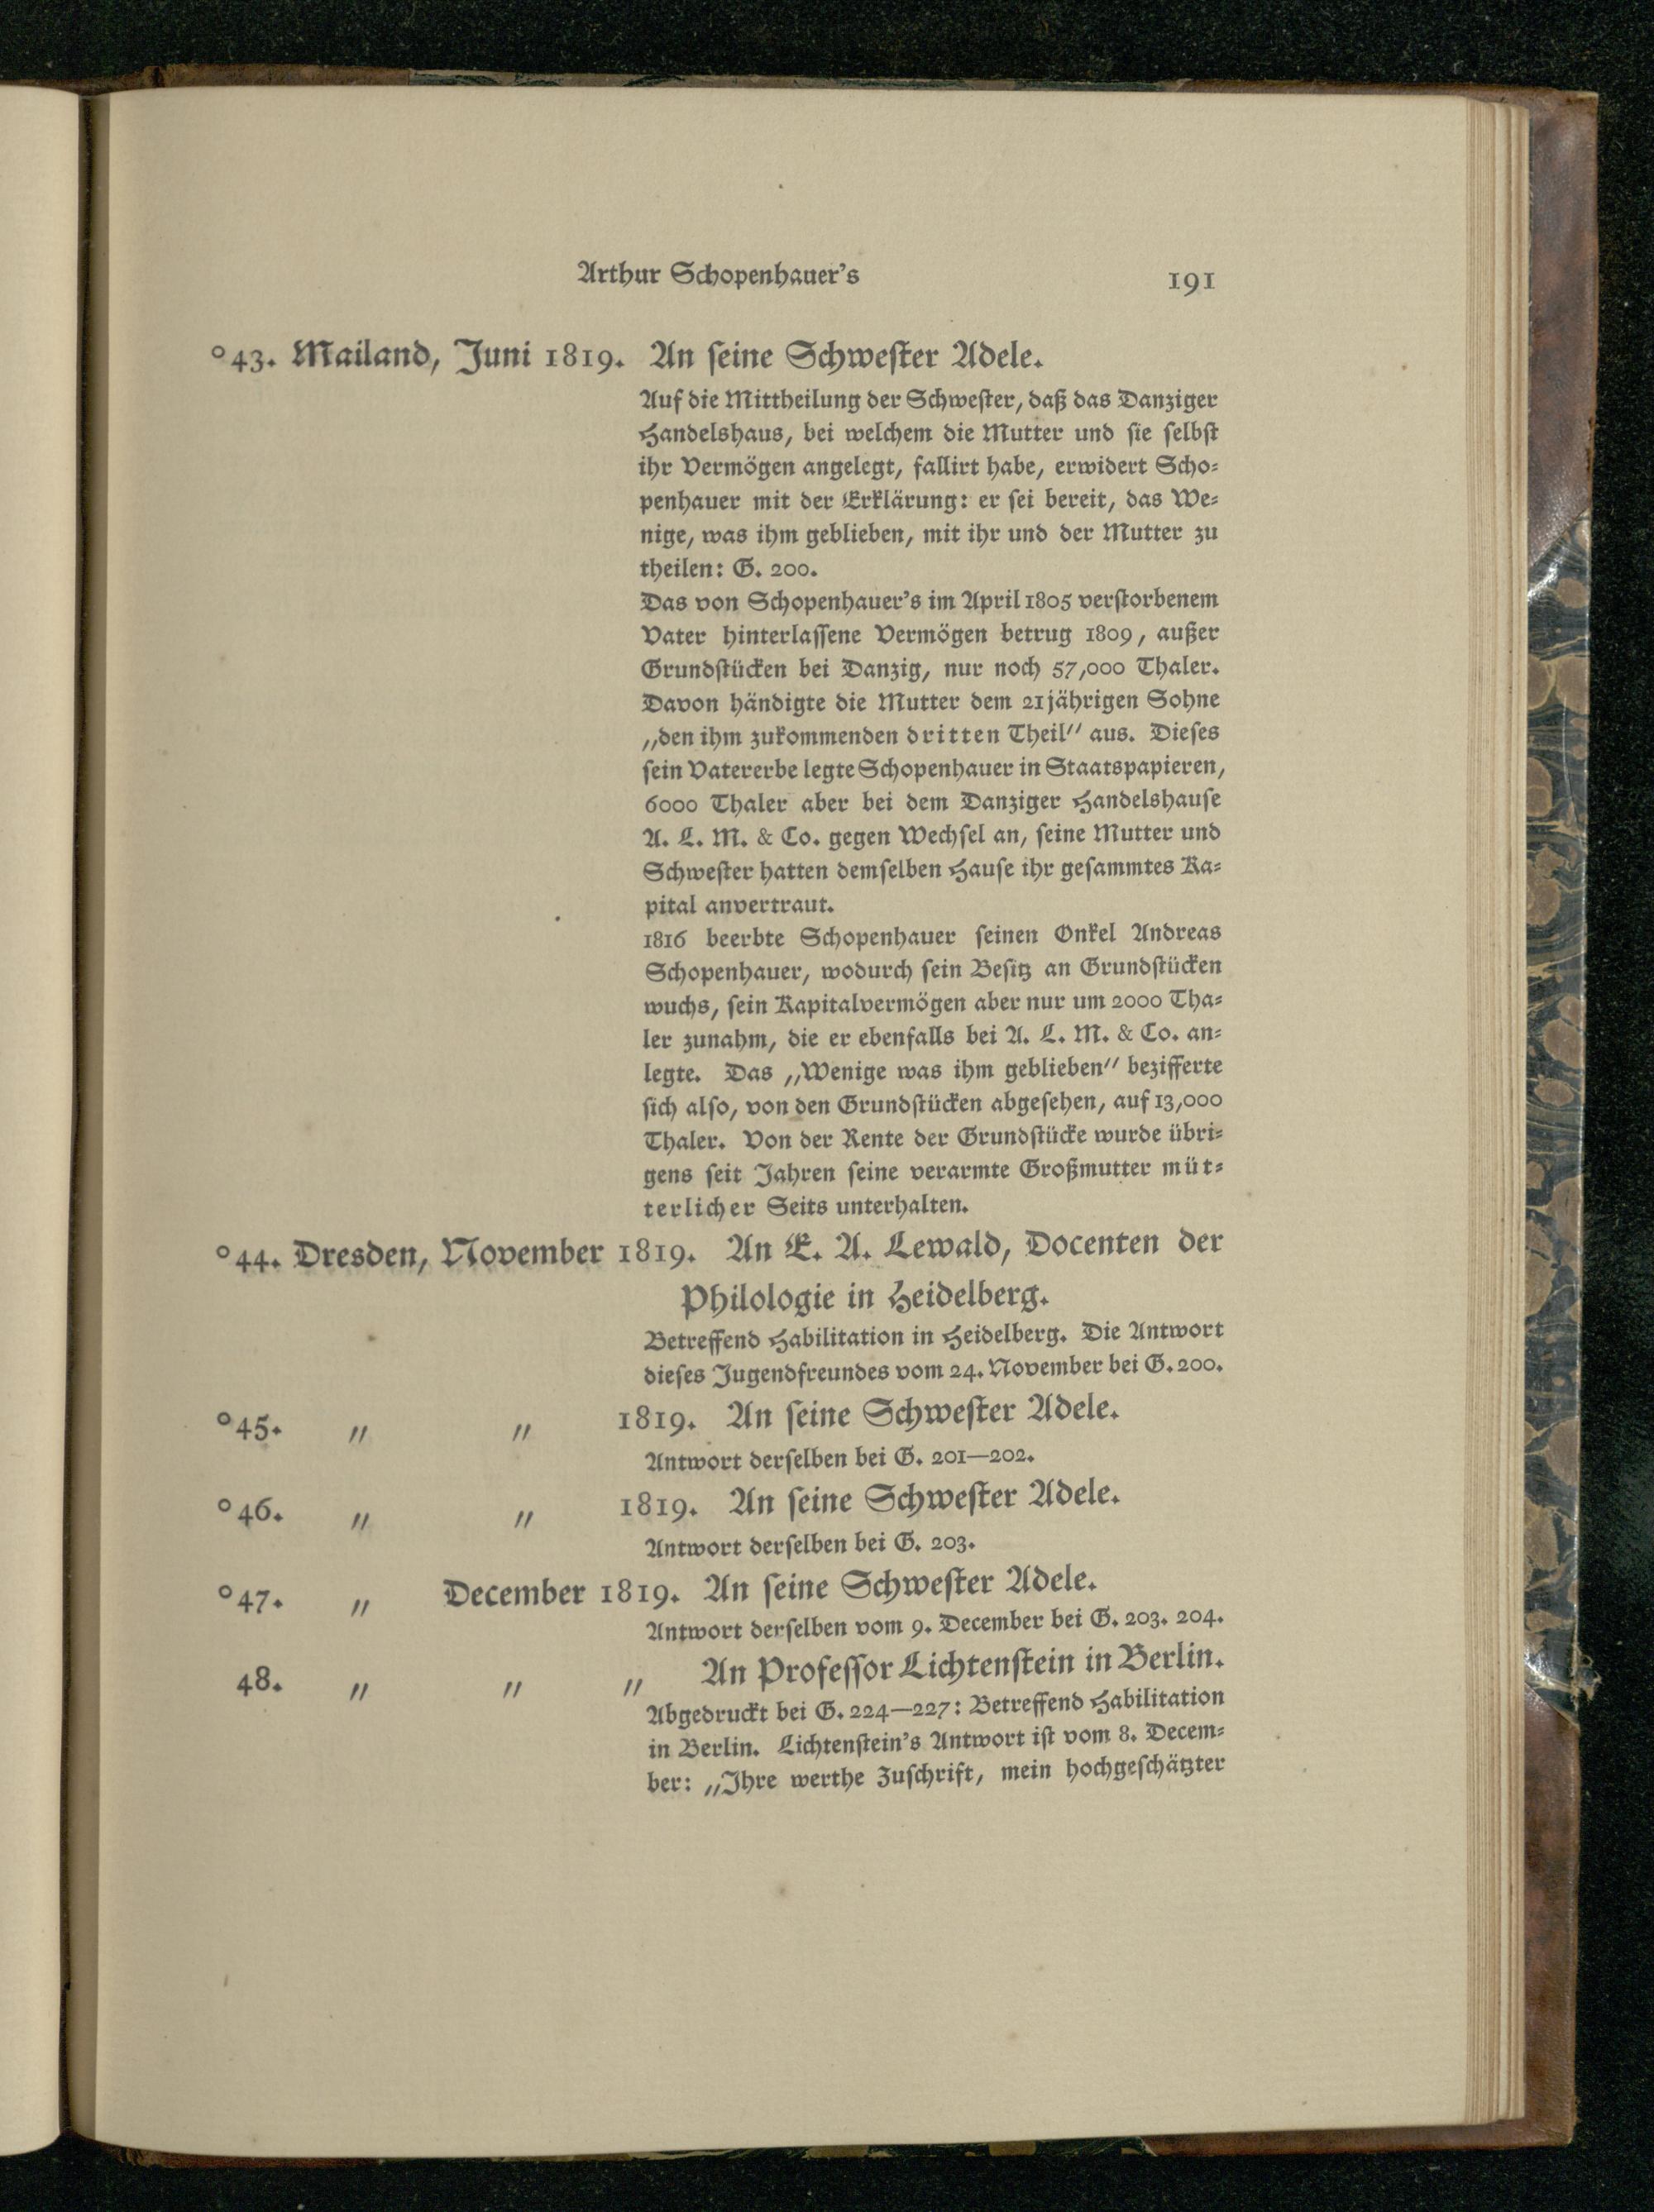 Arthur Schopenhauer's 191
°43. Mailand, Juni 1819. An ſeine Schweſter Adele.
Auf die Mittheilung der Schweſter, daß das Danziger
Handelshaus, bei welchem die Mutter und ſie ſelbſt
ihr Vermögen angelegt, fallirt habe, erwidert Scho⸗
penhauer mit der Erklärung: er ſei bereit, das We⸗
nige, was ihm geblieben, mit ihr und der Mutter zu
theilen: G. 200.
Das von Schopenhauer's im April 1805 verſtorbenem
Vater hinterlaſſene Vermögen betrug 1809, außer
Grundſtücken bei Danzig, nur noch 57,000 Thaler.
Davon händigte die Mutter dem 21jährigen Sohne
„den ihm zukommenden dritten Theil" aus. Dieſes
ſein Vatererbe legte Schopenhauer in Staatspapieren,
6000 Thaler aber bei dem Danziger Handelshauſe
A. L. M. & Co. gegen Wechſel an, ſeine Mutter und
Schweſter hatten demſelben Hauſe ihr geſammtes Ka⸗
pital anvertraut.
1816 beerbte Schopenhauer ſeinen Onkel Andreas
Schopenhauer, wodurch ſein Beſitz an Grundſtücken
wuchs, ſein Kapitalvermögen aber nur um 2000 Tha⸗
ler zunahm, die er ebenfalls bei A. L. M. & Co. an⸗
legte. Das „Wenige was ihm geblieben" bezifferte
ſich alſo, von den Grundſtücken abgeſehen, auf 13,000
Thaler. Von der Rente der Grundſtücke wurde übri⸗
gens ſeit Jahren ſeine verarmte Großmutter müt⸗
terlicher Seits unterhalten.
°44. Dresden, November 1819. An E. A. Lewald, Docenten der
Philologie in Heidelberg.
Betreffend Habilitation in Heidelberg. Die Antwort
dieſes Jugendfreundes vom 24. November bei G. 200.
°45. „ „ 1819. An ſeine Schweſter Adele.
Antwort derſelben bei G. 201—202.
°46. „ „ 1819. An ſeine Schweſter Adele.
Antwort derſelben bei G. 203.
°47. „ December 1819. An ſeine Schweſter Adele.
Antwort derſelben vom 9. December bei G. 203. 204.
48. „ „ „ An Profeſſor Lichtenſtein in Berlin.
Abgedruckt bei G. 224—227: Betreffend Habilitation
in Berlin. Lichtenſtein's Antwort iſt vom 8. Decem⸗
ber: „Ihre werthe Zuſchrift, mein hochgeſchätzter